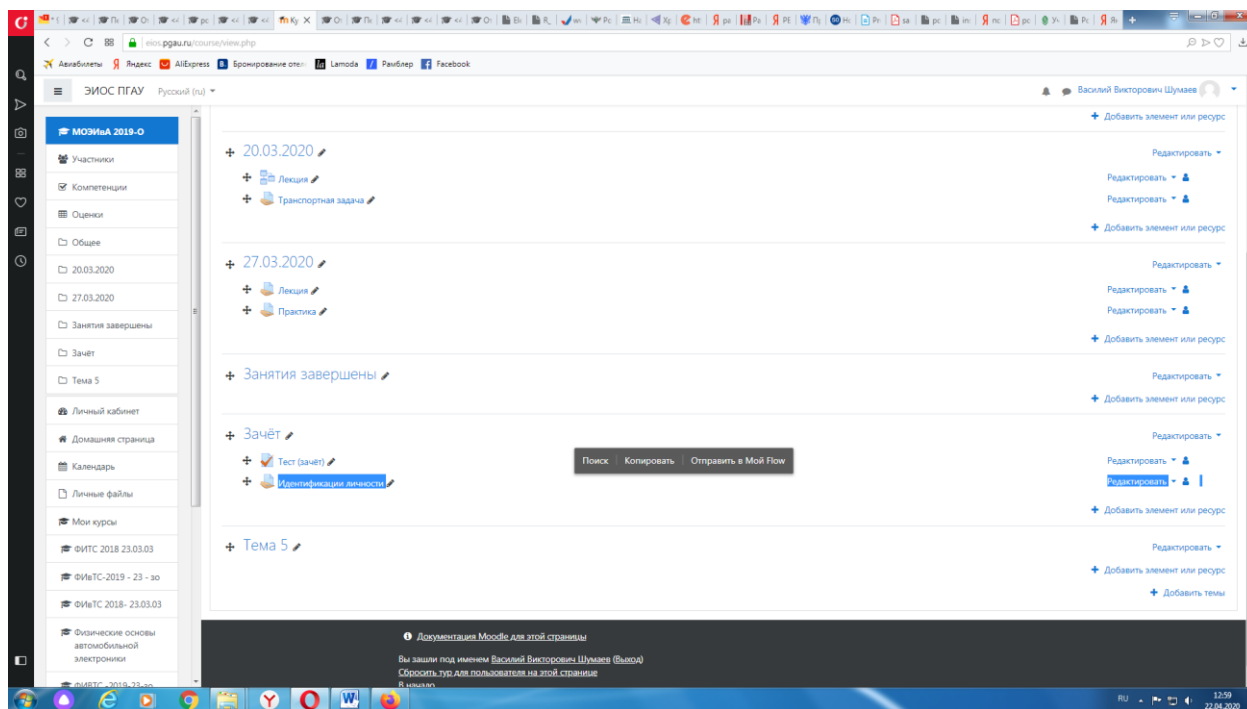 eios.pgau.ru/course/view.php
Авиабилеты Яндекс AliExpress Бронирование отел Lamoda Рамблер Facebook
ЭИОС ПГАУ Русский (ru) Василий Викторович Шумаев
Добавить элемент или ресурс
МОЭИвА 2019-О
Участники
Компетенции
Оценки
Общее
20.03.2020
27.03.2020
Занятия завершены
Зачёт
Тема 5
Личный кабинет
Домашняя страница
Календарь
Личные файлы
Мои курсы
ФИТС 2018 23.03.03
ФИвТС-2019 - 23 - зо
ФИвТС 2018- 23.03.03
Физические основы
автомобильной
электроники
20.03.2020 Редактировать
Лекция Редактировать
Транспортная задача Редактировать
Добавить элемент или ресурс
27.03.2020 Редактировать
Лекция Редактировать
Практика Редактировать
Добавить элемент или ресурс
Занятия завершены Редактировать
Добавить элемент или ресурс
Зачёт Редактировать
Поиск Копировать Отправить в Мой Flow
Тест (зачёт) Редактировать
Идентификации личности Редактировать
Добавить элемент или ресурс
Тема 5 Редактировать
Добавить элемент или ресурс
Добавить темы
Документация Moodle для этой страницы
Вы зашли под именем Василий Викторович Шумаев (Выход)
Сбросить тур для пользователя на этой странице
В начало
RU 12:59
22.04.2020